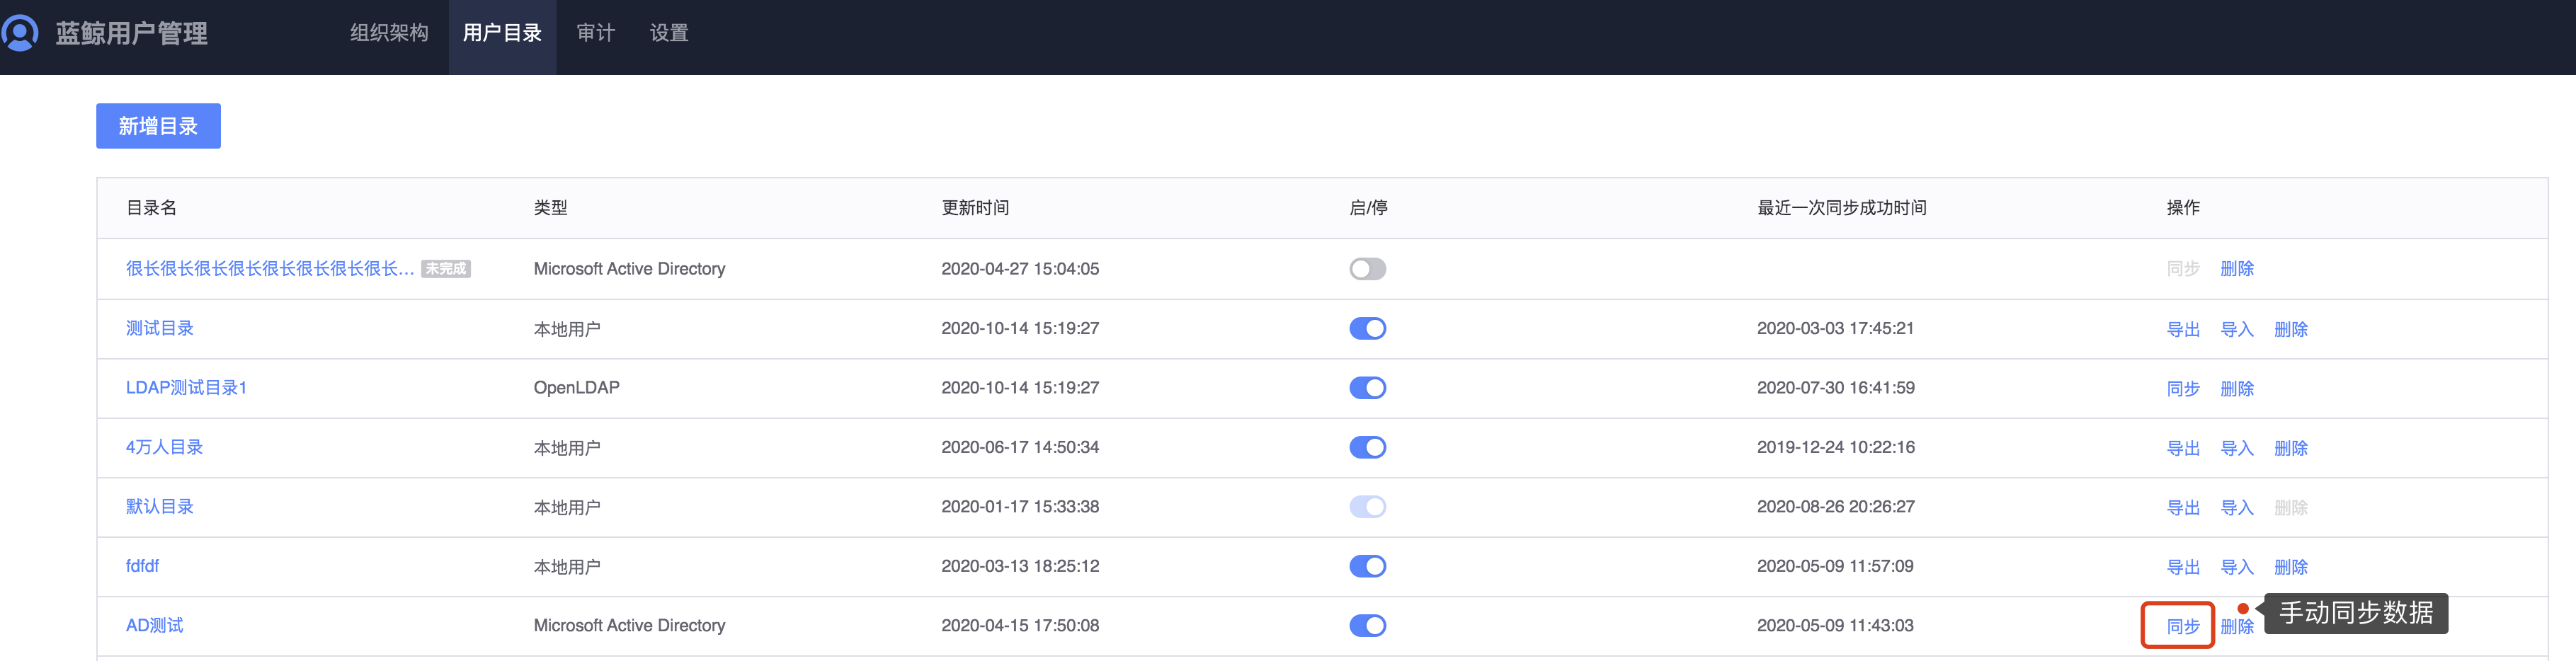 蓝鲸用户管理 组织架构 用户目录 审计 设置
新增目录
目录名 类型 更新时间 启/停 最近一次同步成功时间 操作
很长很长很长很长很长很长很长很长... 未完成 Microsoft Active Directory 2020-04-27 15:04:05 同步 删除
测试目录 本地用户 2020-10-14 15:19:27 2020-03-03 17:45:21 导出 导入 删除
LDAP测试目录1 OpenLDAP 2020-10-14 15:19:27 2020-07-30 16:41:59 同步 删除
4万人目录 本地用户 2020-06-17 14:50:34 2019-12-24 10:22:16 导出 导入 删除
默认目录 本地用户 2020-01-17 15:33:38 2020-08-26 20:26:27 导出 导入 删除
fdfdf 本地用户 2020-03-13 18:25:12 2020-05-09 11:57:09 导出 导入 删除
AD测试 Microsoft Active Directory 2020-04-15 17:50:08 2020-05-09 11:43:03 同步 删除 手动同步数据